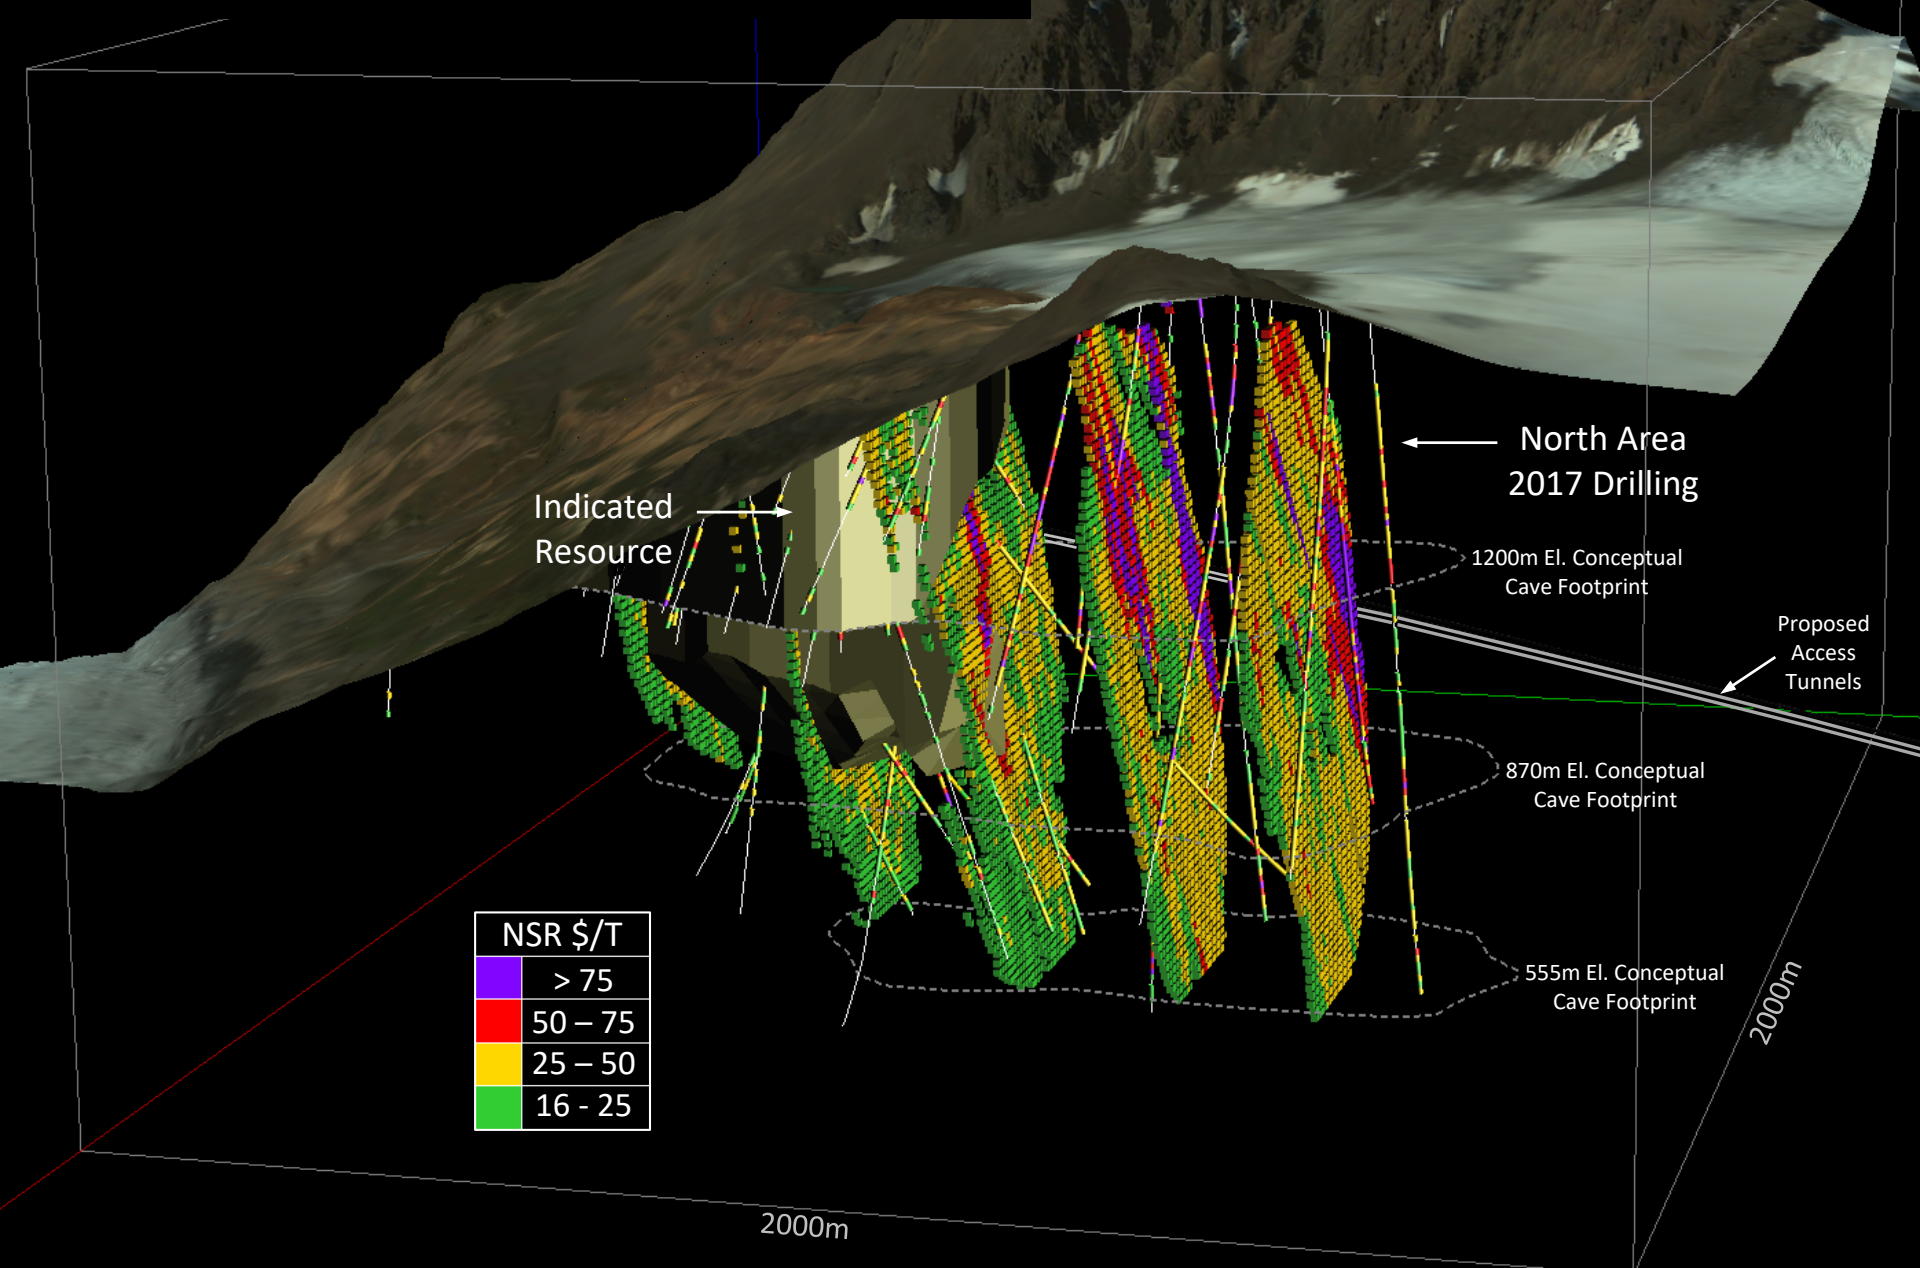 North Area
2017 Drilling
Indicated
Resource
1200m El. Conceptual
Cave Footprint
Proposed
Access
Tunnels
870m El. Conceptual
Cave Footprint
555m El. Conceptual
Cave Footprint
NSR $/T
> 75
50 – 75
25 – 50
16 - 25
2000m
2000m